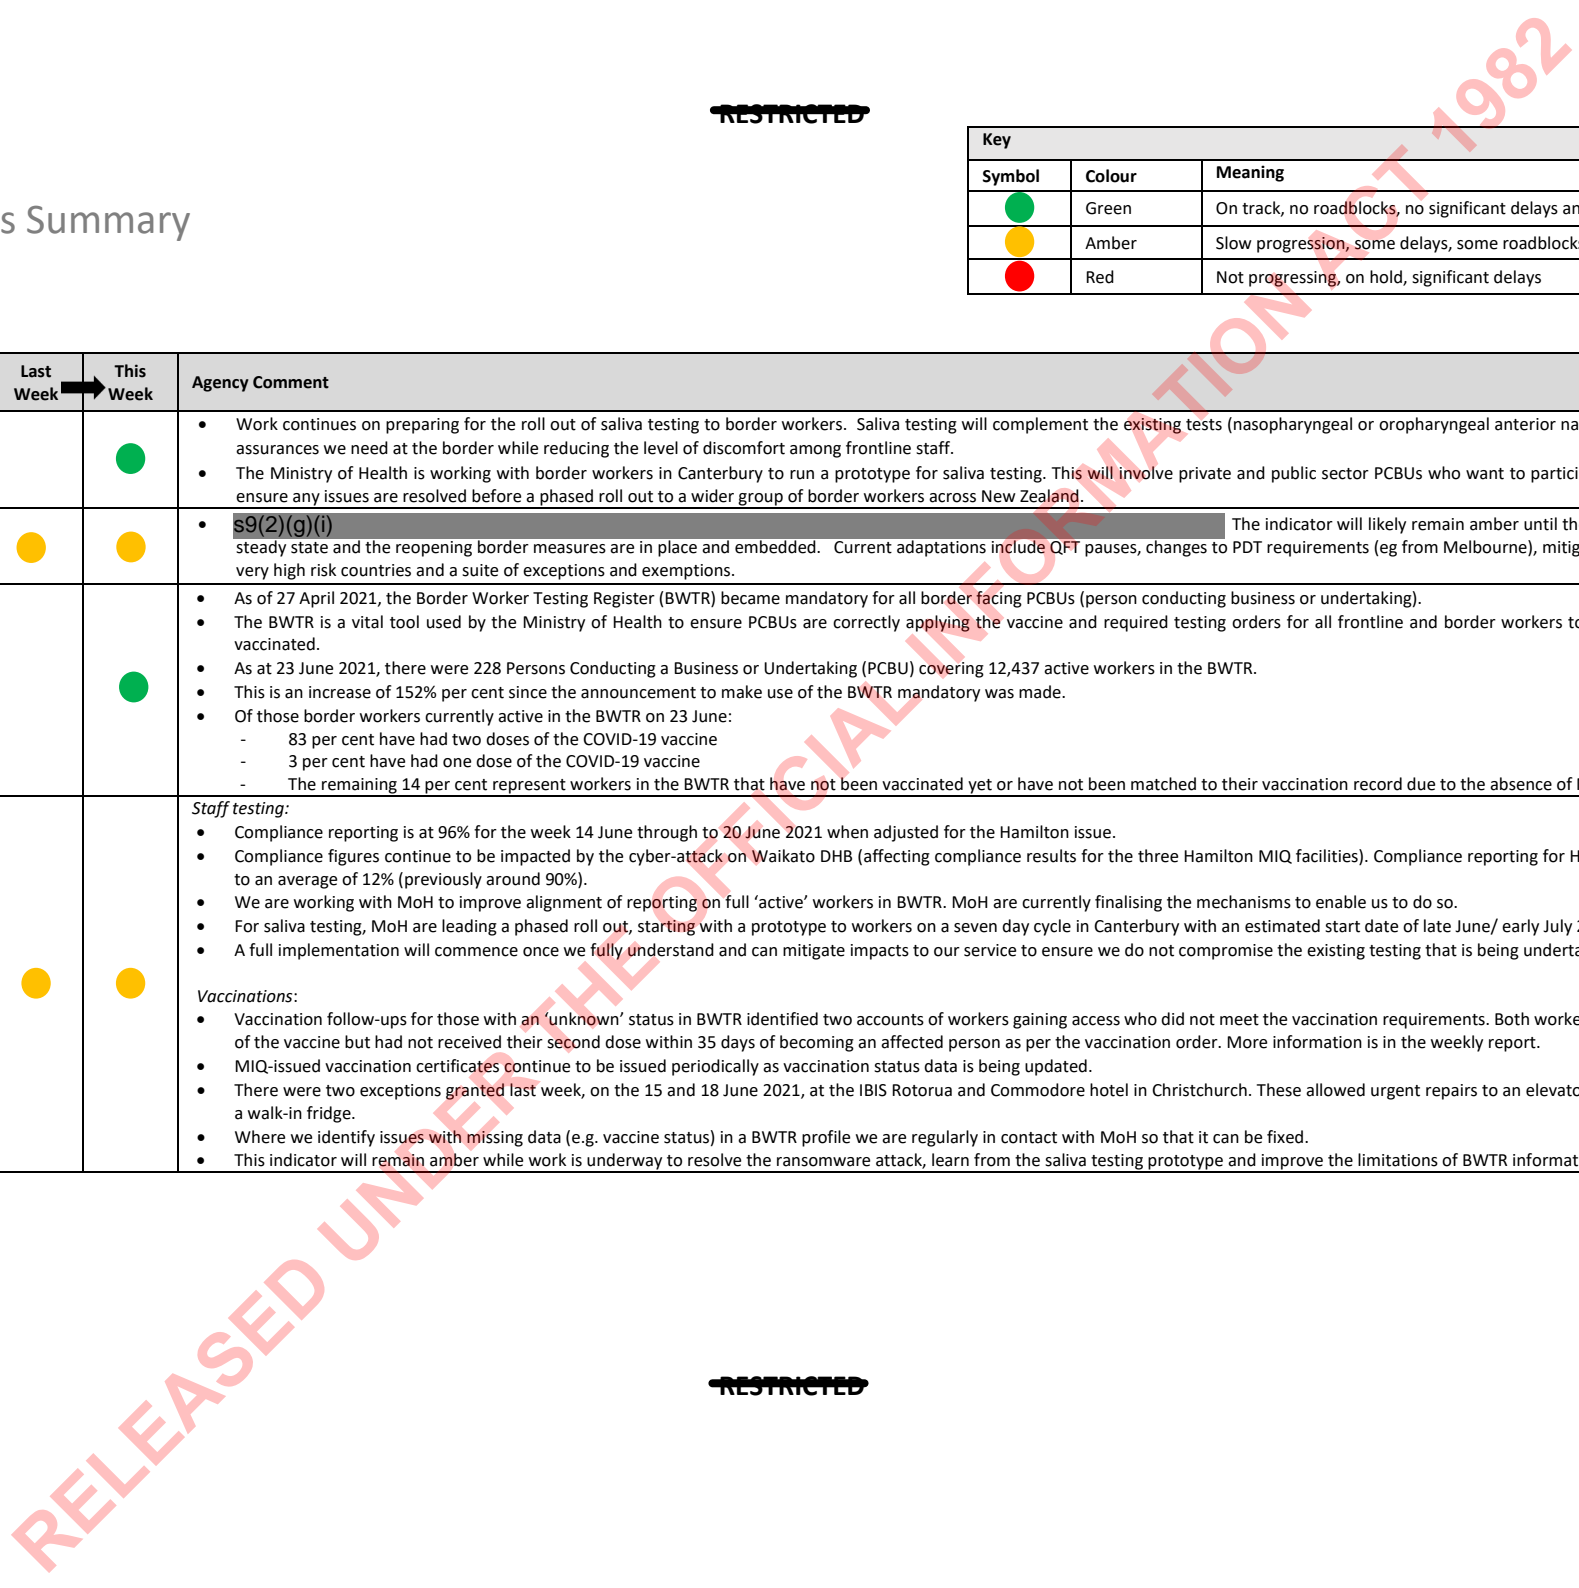 RESTRICTED
Key
Symbol Colour Meaning
Green On track, no roadblocks, no significant delays an
Amber Slow progression, some delays, some roadblock
Red Not progressing, on hold, significant delays
s Summary
Last Week This Week Agency Comment
• Work continues on preparing for the roll out of saliva testing to border workers. Saliva testing will complement the existing tests (nasopharyngeal or oropharyngeal anterior na
assurances we need at the border while reducing the level of discomfort among frontline staff.
• The Ministry of Health is working with border workers in Canterbury to run a prototype for saliva testing. This will involve private and public sector PCBUs who want to partici
ensure any issues are resolved before a phased roll out to a wider group of border workers across New Zealand.
• s9(2)(g)(i) The indicator will likely remain amber until th
steady state and the reopening border measures are in place and embedded. Current adaptations include QFT pauses, changes to PDT requirements (eg from Melbourne), mitig
very high risk countries and a suite of exceptions and exemptions.
• As of 27 April 2021, the Border Worker Testing Register (BWTR) became mandatory for all border facing PCBUs (person conducting business or undertaking).
• The BWTR is a vital tool used by the Ministry of Health to ensure PCBUs are correctly applying the vaccine and required testing orders for all frontline and border workers to
vaccinated.
• As at 23 June 2021, there were 228 Persons Conducting a Business or Undertaking (PCBU) covering 12,437 active workers in the BWTR.
• This is an increase of 152% per cent since the announcement to make use of the BWTR mandatory was made.
• Of those border workers currently active in the BWTR on 23 June:
- 83 per cent have had two doses of the COVID-19 vaccine
- 3 per cent have had one dose of the COVID-19 vaccine
- The remaining 14 per cent represent workers in the BWTR that have not been vaccinated yet or have not been matched to their vaccination record due to the absence of
Staff testing:
• Compliance reporting is at 96% for the week 14 June through to 20 June 2021 when adjusted for the Hamilton issue.
• Compliance figures continue to be impacted by the cyber-attack on Waikato DHB (affecting compliance results for the three Hamilton MIQ facilities). Compliance reporting for H
to an average of 12% (previously around 90%).
• We are working with MoH to improve alignment of reporting on full ‘active’ workers in BWTR. MoH are currently finalising the mechanisms to enable us to do so.
• For saliva testing, MoH are leading a phased roll out, starting with a prototype to workers on a seven day cycle in Canterbury with an estimated start date of late June/ early July 2
• A full implementation will commence once we fully understand and can mitigate impacts to our service to ensure we do not compromise the existing testing that is being underta
Vaccinations:
• Vaccination follow-ups for those with an ‘unknown’ status in BWTR identified two accounts of workers gaining access who did not meet the vaccination requirements. Both worke
of the vaccine but had not received their second dose within 35 days of becoming an affected person as per the vaccination order. More information is in the weekly report.
• MIQ-issued vaccination certificates continue to be issued periodically as vaccination status data is being updated.
• There were two exceptions granted last week, on the 15 and 18 June 2021, at the IBIS Rotorua and Commodore hotel in Christchurch. These allowed urgent repairs to an elevato
a walk-in fridge.
• Where we identify issues with missing data (e.g. vaccine status) in a BWTR profile we are regularly in contact with MoH so that it can be fixed.
• This indicator will remain amber while work is underway to resolve the ransomware attack, learn from the saliva testing prototype and improve the limitations of BWTR informat
RESTRICTED
RELEASED UNDER THE OFFICIAL INFORMATION ACT 1982